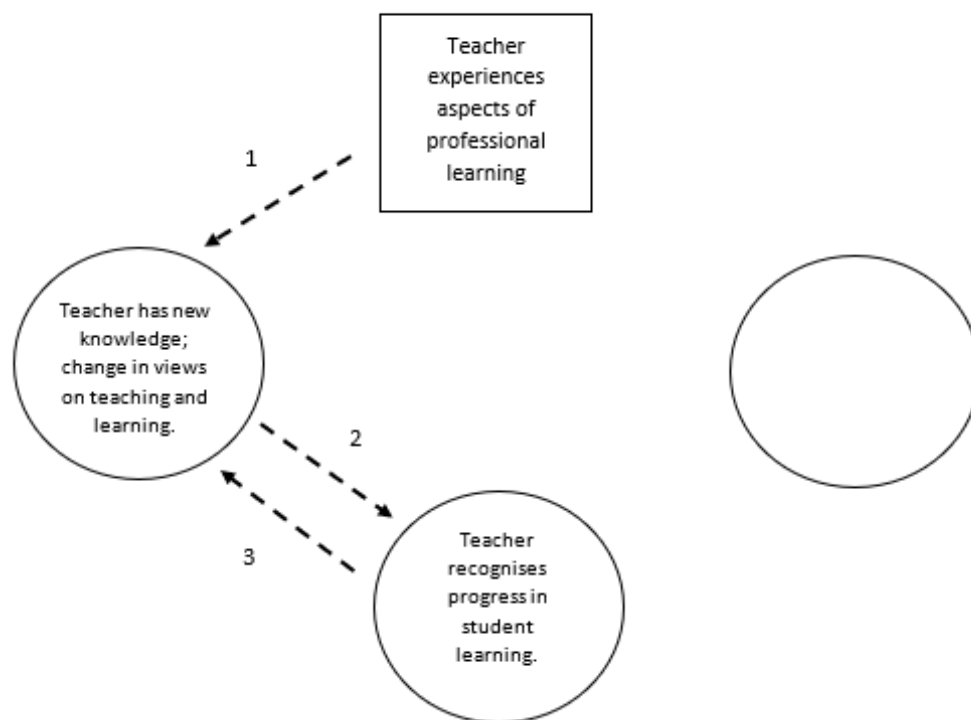 Teacher
experiences
aspects of
professional
learning
1
Teacher has new
knowledge;
change in views
on teaching and
learning.
2
3
Teacher
recognises
progress in
student
learning.